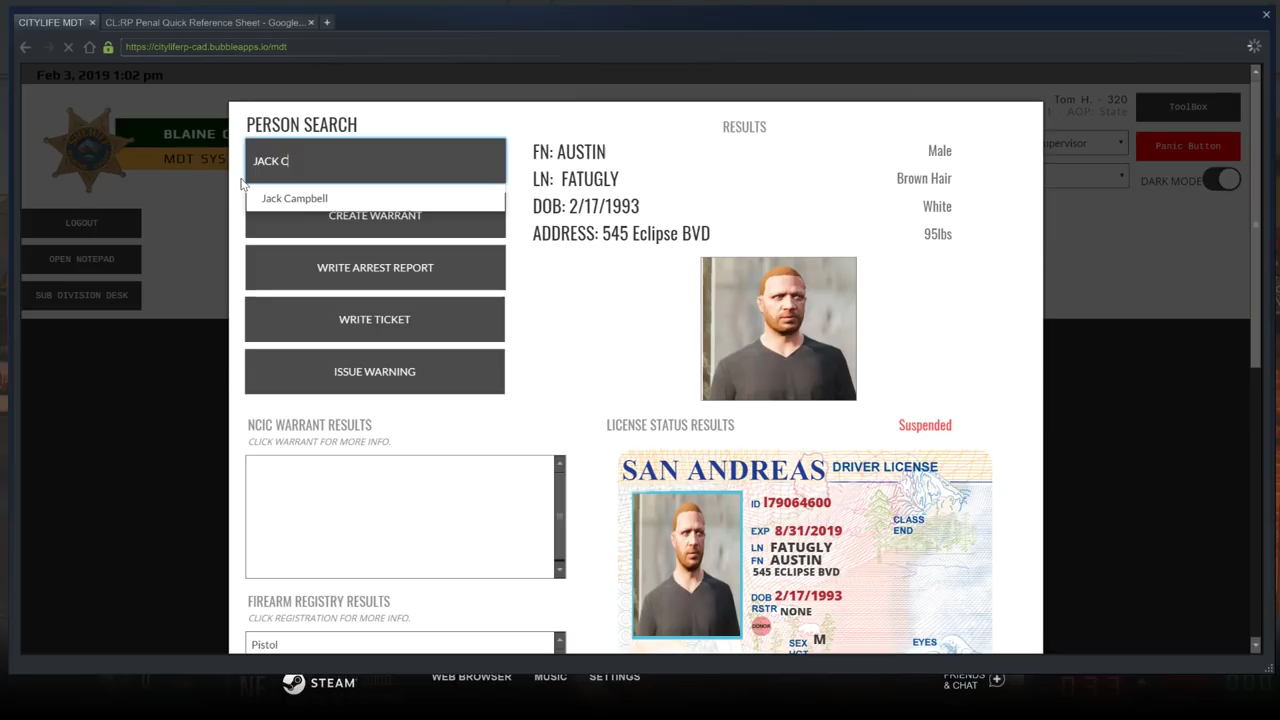 CITYLIFE MDT
CL:RP Penal Quick Reference Sheet - Google...
https://cityliferp-cad.bubbleapps.io/mdt
Feb 3, 2019 1:02 pm
BLAINE C
MDT SYS
Tom H. - 320
1 AOP: State
ToolBox
upervisor
Panic Button
DARK MODE
LOGOUT
OPEN NOTEPAD
SUB DIVISION DESK
PERSON SEARCH
JACK C
Jack Campbell
CREATE WARRANT
WRITE ARREST REPORT
WRITE TICKET
ISSUE WARNING
RESULTS
FN: AUSTIN
LN: FATUGLY
DOB: 2/17/1993
ADDRESS: 545 Eclipse BVD
Male
Brown Hair
White
95lbs
NCIC WARRANT RESULTS
CLICK WARRANT FOR MORE INFO.
LICENSE STATUS RESULTS
Suspended
SAN ANDREAS DRIVER LICENSE
ID I79064600
EXP 8/31/2019
LN FATUGLY
FN AUSTIN
545 ECLIPSE BVD
DOB 2/17/1993
RSTR NONE
DONOR
SEX M
HGT
CLASS
END
EYES
FIREARM REGISTRY RESULTS
CLICK REGISTRATION FOR MORE INFO.
Pistol
STEAM
WEB BROWSER
MUSIC
SETTINGS
FRIENDS
& CHAT